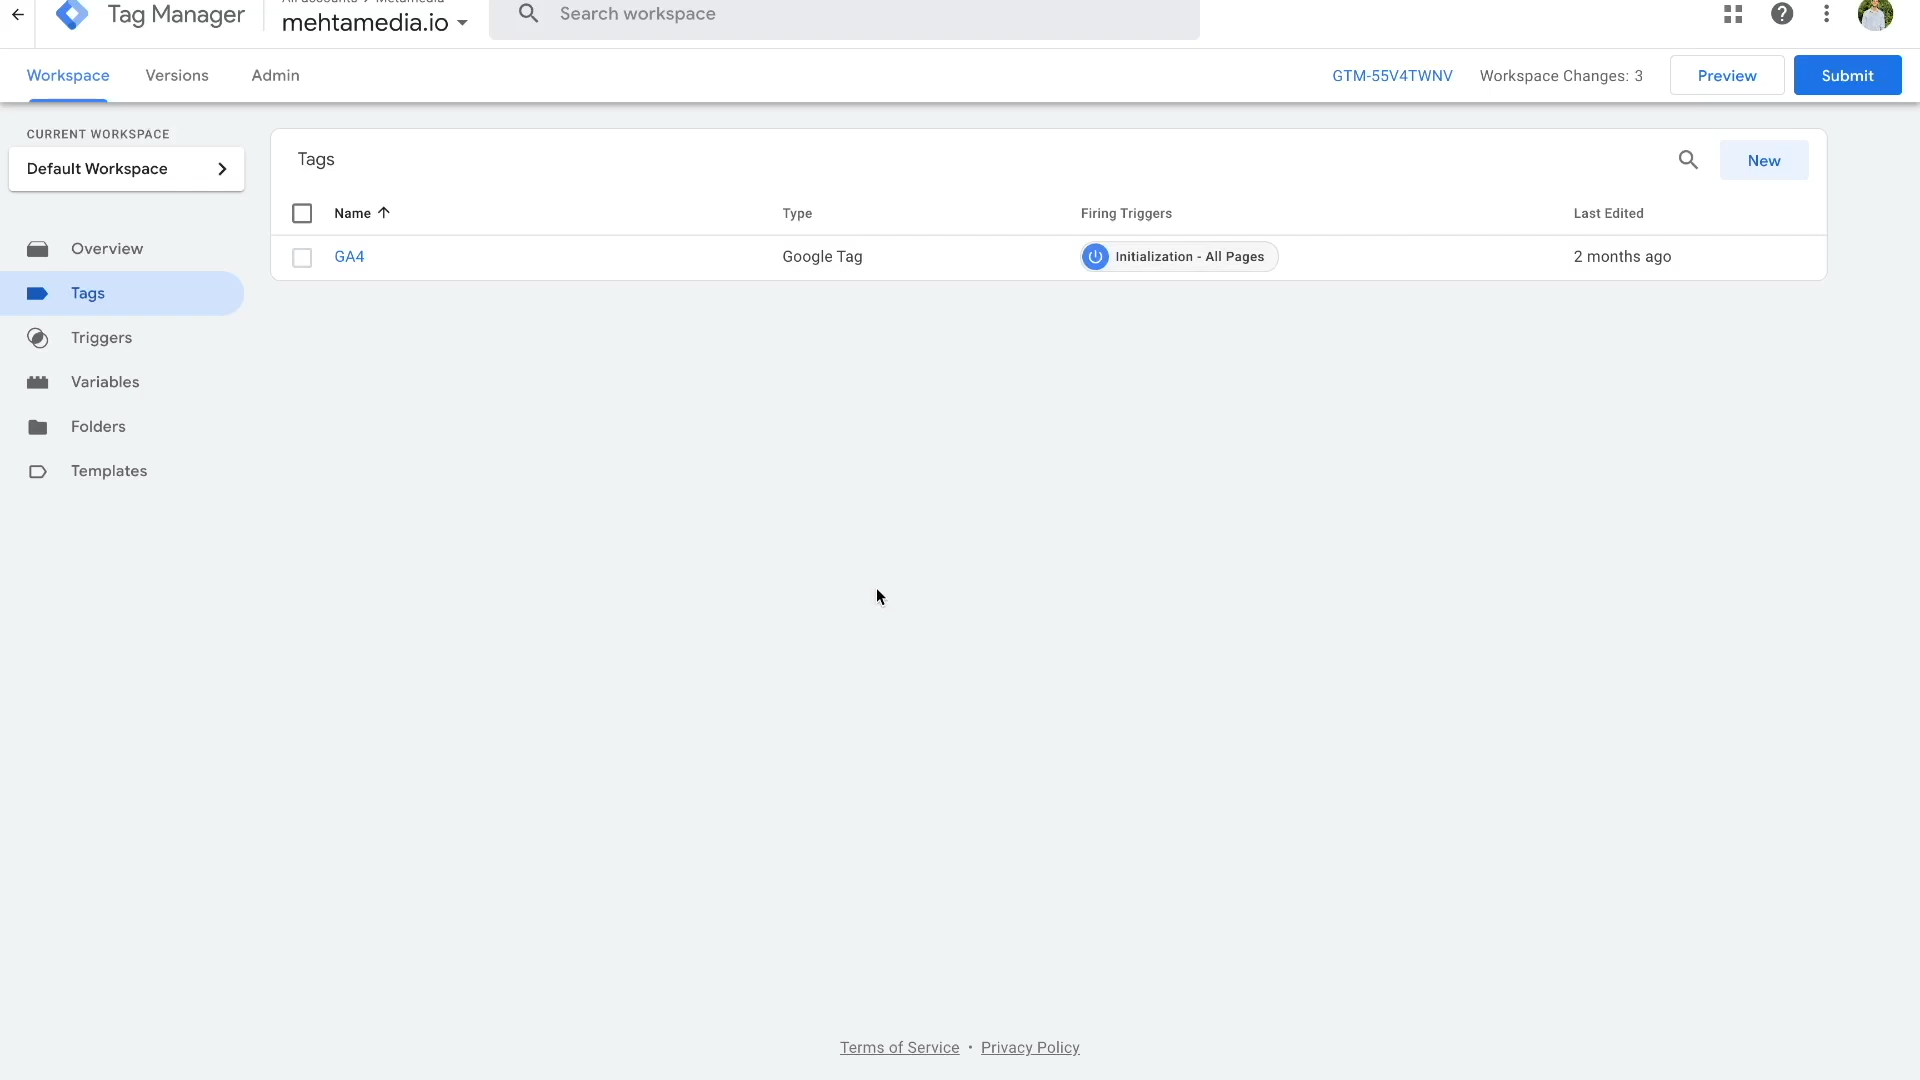 All accounts > Metamedia
Tag Manager
mehtamedia.io
Search workspace
Workspace
Versions
Admin
GTM-55V4TWNV
Workspace Changes: 3
Preview
Submit
CURRENT WORKSPACE
Default Workspace
Overview
Tags
Triggers
Variables
Folders
Templates
Tags
New
Name
Type
Firing Triggers
Last Edited
GA4
Google Tag
Initialization - All Pages
2 months ago
Terms of Service • Privacy Policy